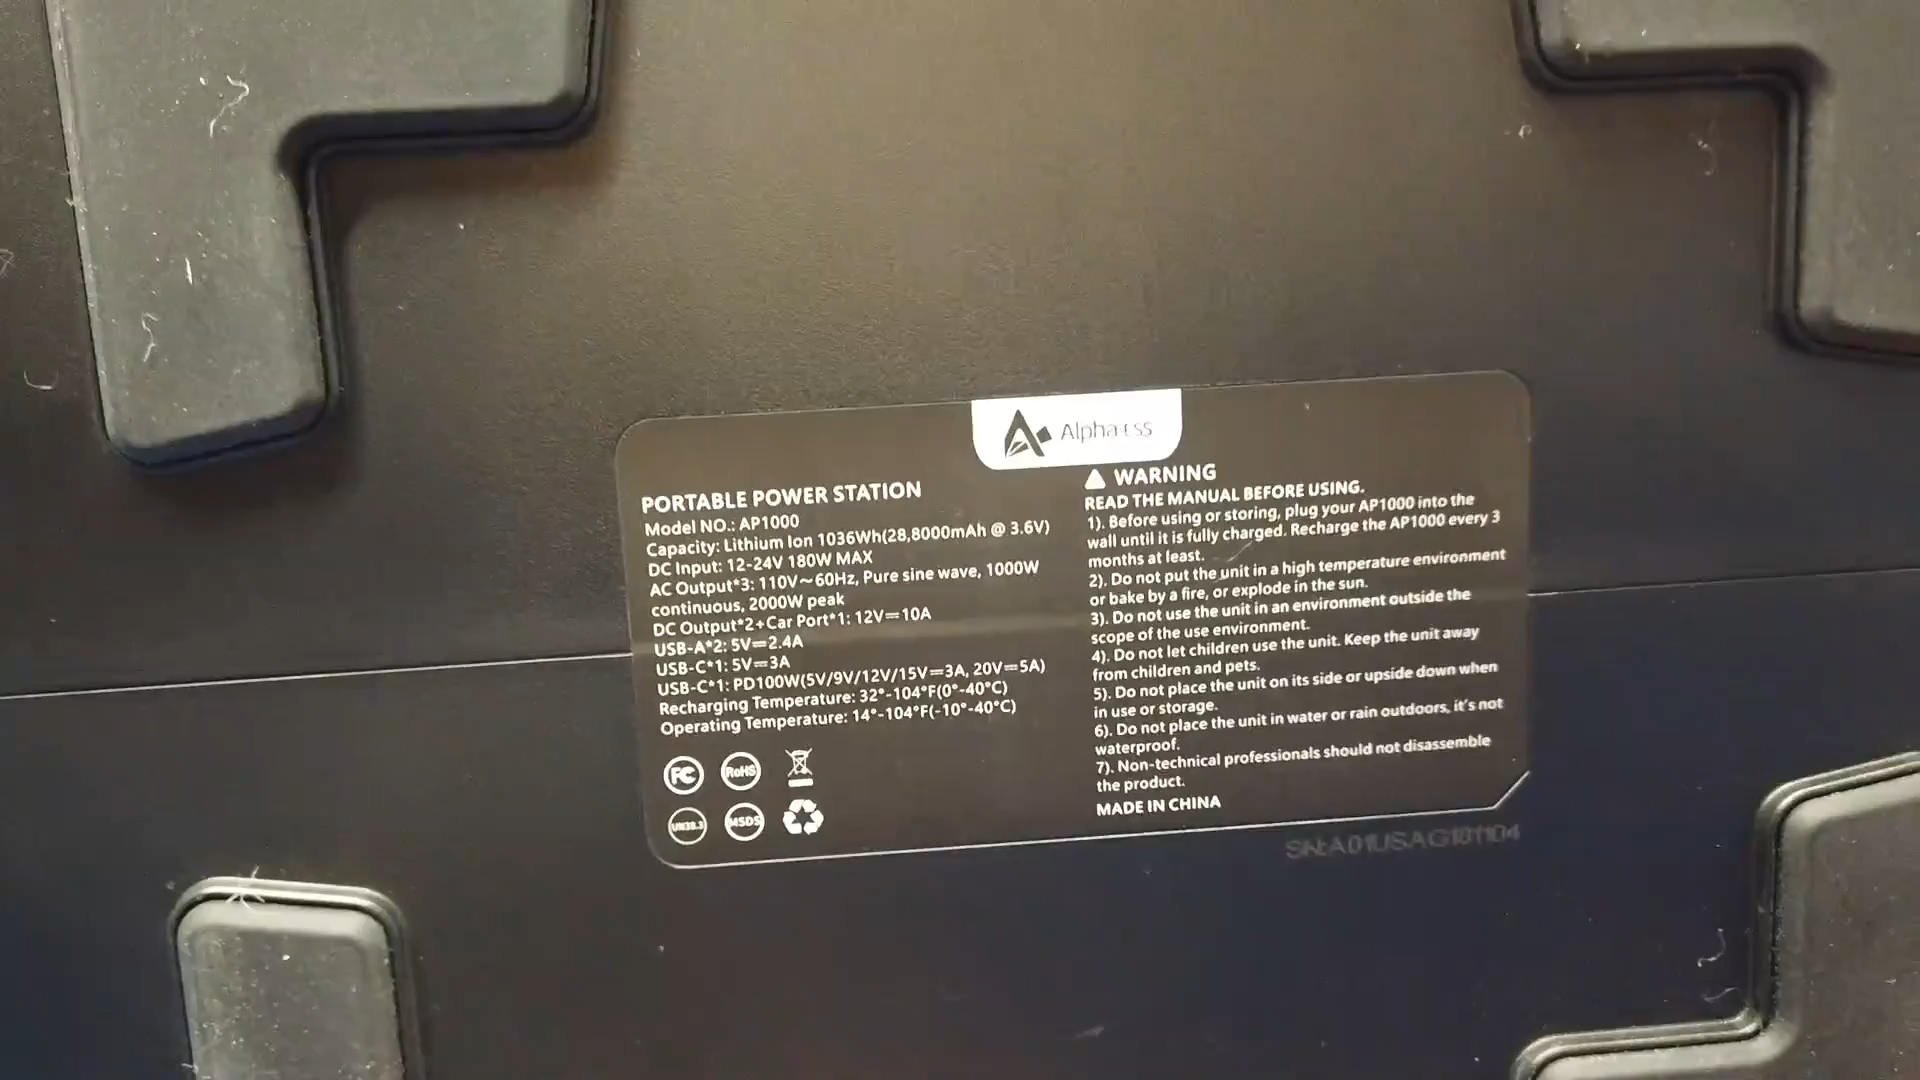 Alpha ESS
PORTABLE POWER STATION
Model NO.: AP1000
Capacity: Lithium Ion 1036Wh(28,8000mAh @ 3.6V)
DC Input: 12-24V 180W MAX
AC Output*3: 110V~60Hz, Pure sine wave, 1000W
continuous, 2000W peak
DC Output*2+Car Port*1: 12V⎓10A
USB-A*2: 5V⎓2.4A
USB-C*1: 5V⎓3A
USB-C*1: PD100W(5V/9V/12V/15V⎓3A, 20V⎓5A)
Recharging Temperature: 32°-104°F(0°-40°C)
Operating Temperature: 14°-104°F(-10°-40°C)
FC RoHS
UN38.3 MSDS
WARNING
READ THE MANUAL BEFORE USING.
1). Before using or storing, plug your AP1000 into the
wall until it is fully charged. Recharge the AP1000 every 3
months at least.
2). Do not put the unit in a high temperature environment
or bake by a fire, or explode in the sun.
3). Do not use the unit in an environment outside the
scope of the use environment.
4). Do not let children use the unit. Keep the unit away
from children and pets.
5). Do not place the unit on its side or upside down when
in use or storage.
6). Do not place the unit in water or rain outdoors, it's not
waterproof.
7). Non-technical professionals should not disassemble
the product.
MADE IN CHINA
SN:A01USAG181104